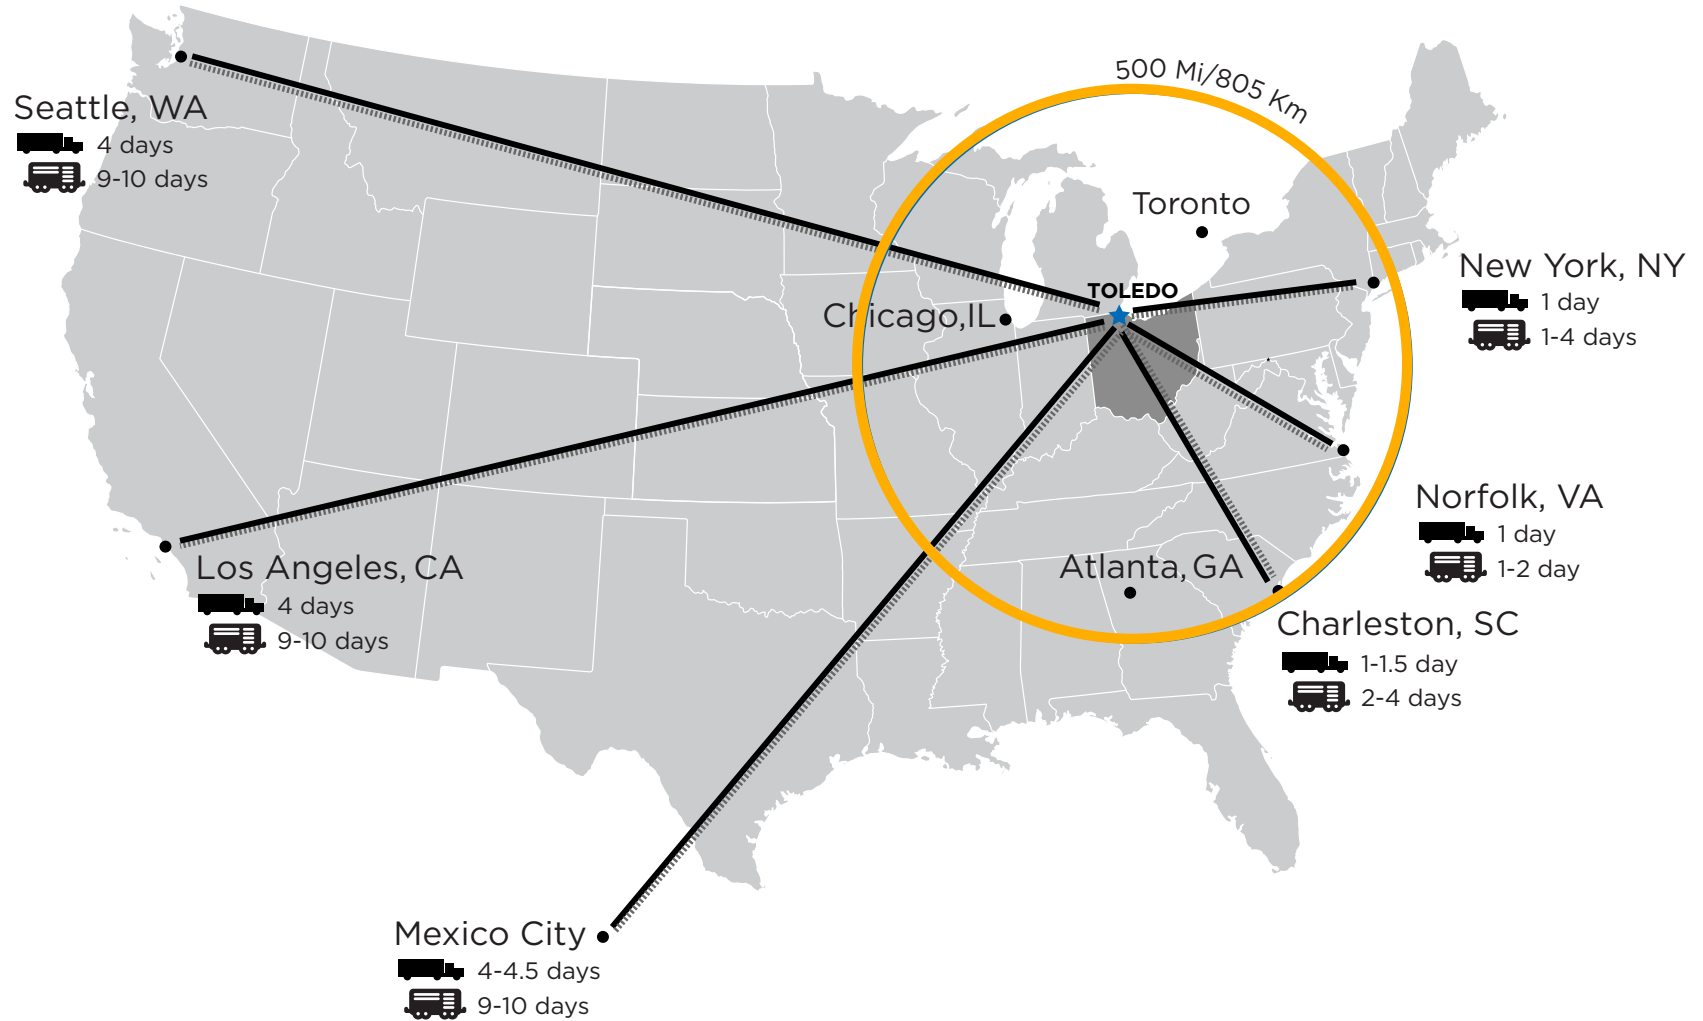 500 Mi/805 Km
Seattle, WA
4 days
9-10 days
Toronto
New York, NY
1 day
1-4 days
TOLEDO
Chicago,IL
Norfolk, VA
1 day
1-2 day
Los Angeles, CA
4 days
9-10 days
Atlanta, GA
Charleston, SC
1-1.5 day
2-4 days
Mexico City
4-4.5 days
9-10 days